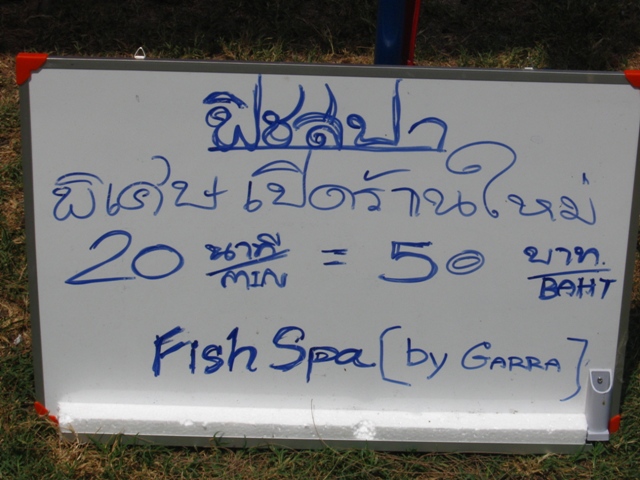 ฟิชสปา
พิเศษ เปิดร้านใหม่
20 นาที/MIN = 50 บาท./BAHT
Fish Spa [by GARRA]